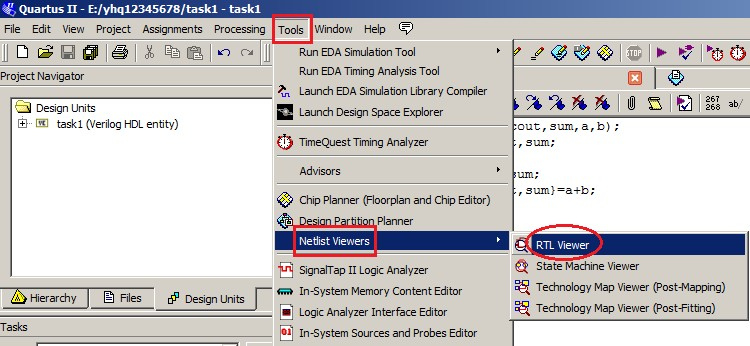 Quartus II - E:/yhq12345678/task1 - task1
File Edit View Project Assignments Processing Tools Window Help
Project Navigator
Design Units
task1 (Verilog HDL entity)
Hierarchy Files Design Units
Tasks
Run EDA Simulation Tool
Run EDA Timing Analysis Tool
Launch EDA Simulation Library Compiler
Launch Design Space Explorer
TimeQuest Timing Analyzer
Advisors
Chip Planner (Floorplan and Chip Editor)
Design Partition Planner
Netlist Viewers
SignalTap II Logic Analyzer
In-System Memory Content Editor
Logic Analyzer Interface Editor
In-System Sources and Probes Editor
RTL Viewer
State Machine Viewer
Technology Map Viewer (Post-Mapping)
Technology Map Viewer (Post-Fitting)
STOP
267
268 ab/
cout,sum,a,b);
t,sum;
sum;
t,sum}=a+b;